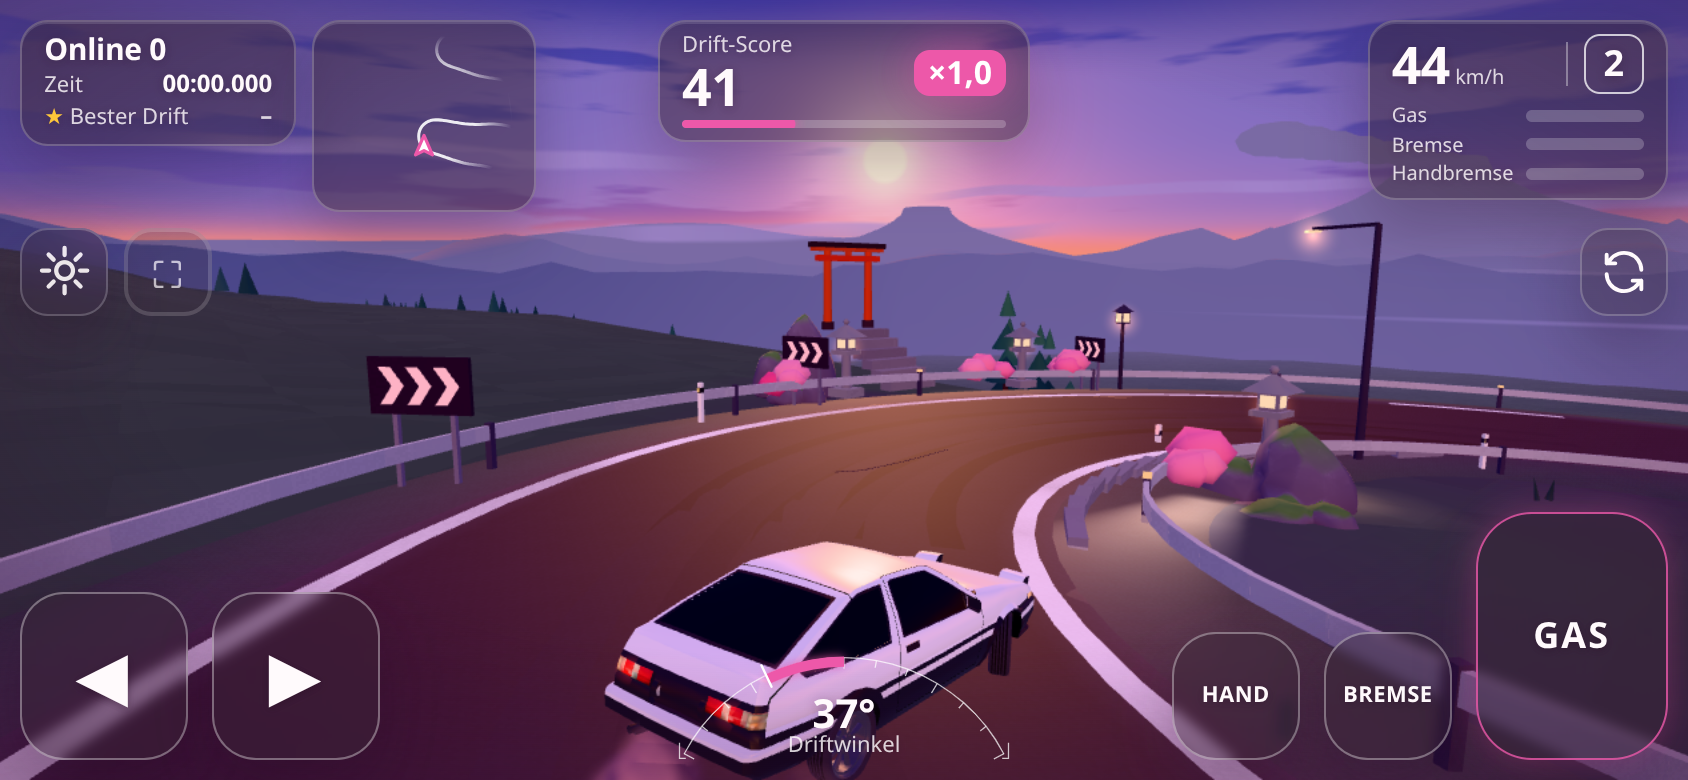 Online 0
Zeit 00:00.000
★ Bester Drift –
Drift-Score
41
×1,0
44 km/h 2
Gas
Bremse
Handbremse
37°
Driftwinkel
HAND
BREMSE
GAS